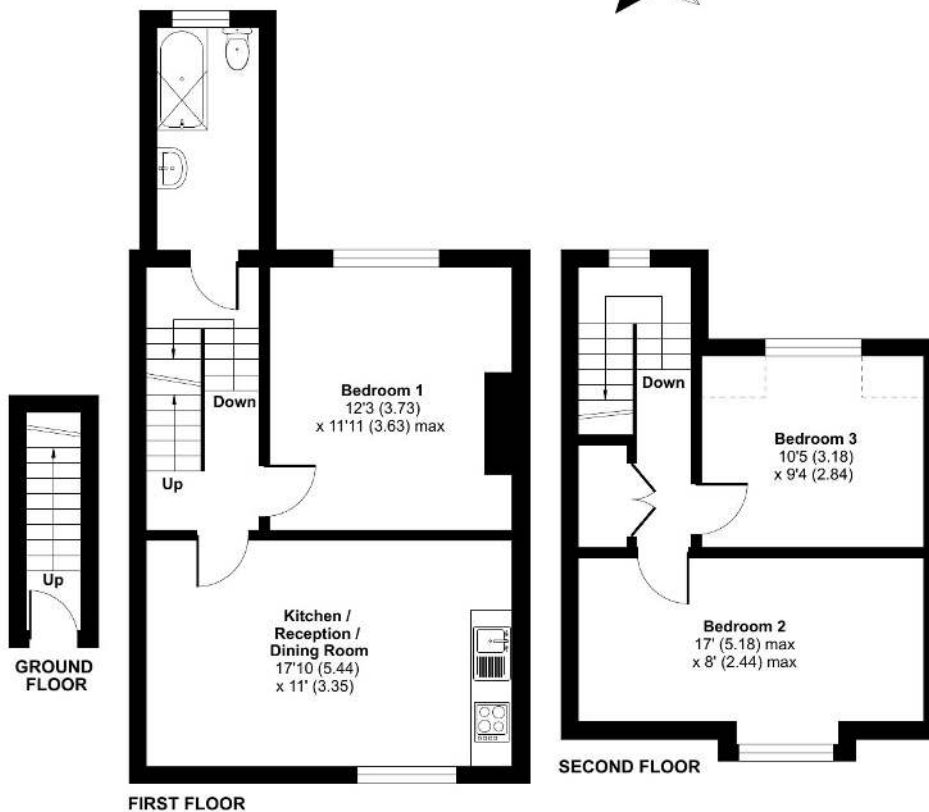 Bedroom 1
12'3 (3.73)
x 11'11 (3.63) max
Down
Up
Kitchen /
Reception /
Dining Room
17'10 (5.44)
x 11' (3.35)
FIRST FLOOR
Up
GROUND
FLOOR
Down
Bedroom 3
10'5 (3.18)
x 9'4 (2.84)
Bedroom 2
17' (5.18) max
x 8' (2.44) max
SECOND FLOOR